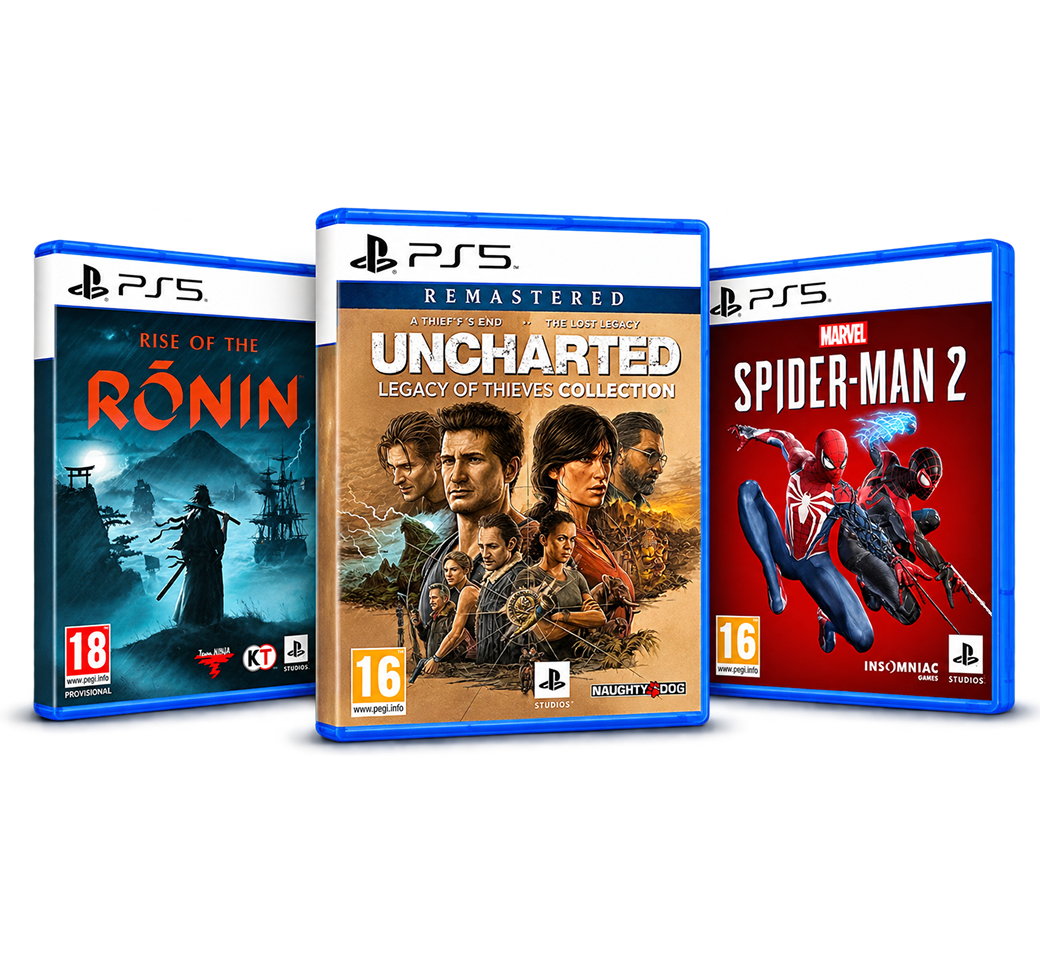 PS5
RISE OF THE
RŌNIN
18
www.pegi.info
PROVISIONAL
Team NINJA
KT
STUDIOS
PS5
REMASTERED
A THIEF'F'S END THE LOST LEGACY
UNCHARTED
LEGACY OF THIEVES COLLECTION
16
www.pegi.info
STUDIOS
NAUGHTY DOG
PS5
MARVEL
SPIDER-MAN 2
16
www.pegi.info
INSOMNIAC
GAMES
STUDIOS